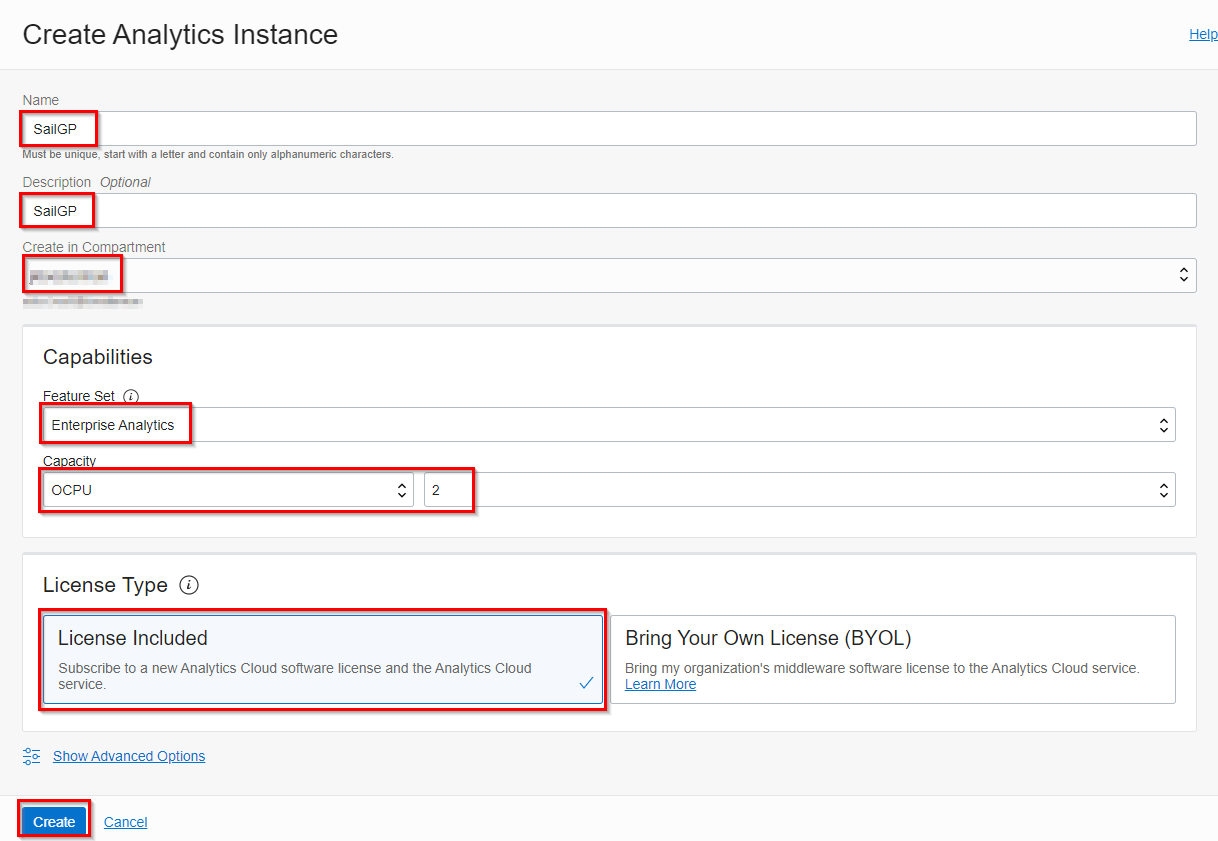 Create Analytics Instance
Help
Name
SailGP
Must be unique, start with a letter and contain only alphanumeric characters.
Description Optional
SailGP
Create in Compartment
Capabilities
Feature Set i
Enterprise Analytics
Capacity
OCPU 2
License Type i
License Included
Subscribe to a new Analytics Cloud software license and the Analytics Cloud
service.
Bring Your Own License (BYOL)
Bring my organization's middleware software license to the Analytics Cloud service.
Learn More
Show Advanced Options
Create Cancel